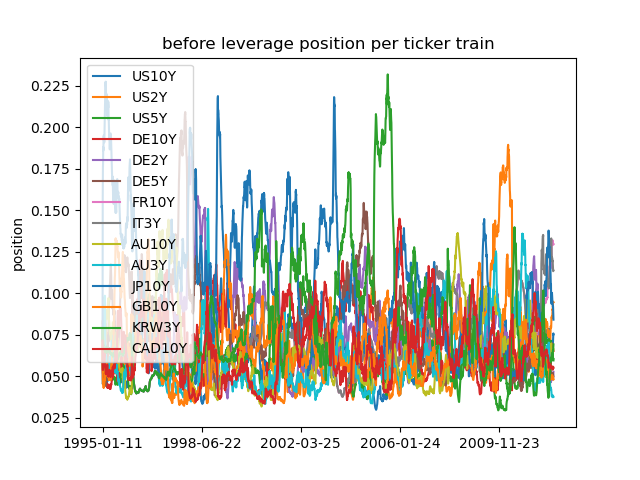 before leverage position per ticker train
position
0.225
0.200
0.175
0.150
0.125
0.100
0.075
0.050
0.025
US10Y
US2Y
US5Y
DE10Y
DE2Y
DE5Y
FR10Y
IT3Y
AU10Y
AU3Y
JP10Y
GB10Y
KRW3Y
CAD10Y
1995-01-11 1998-06-22 2002-03-25 2006-01-24 2009-11-23